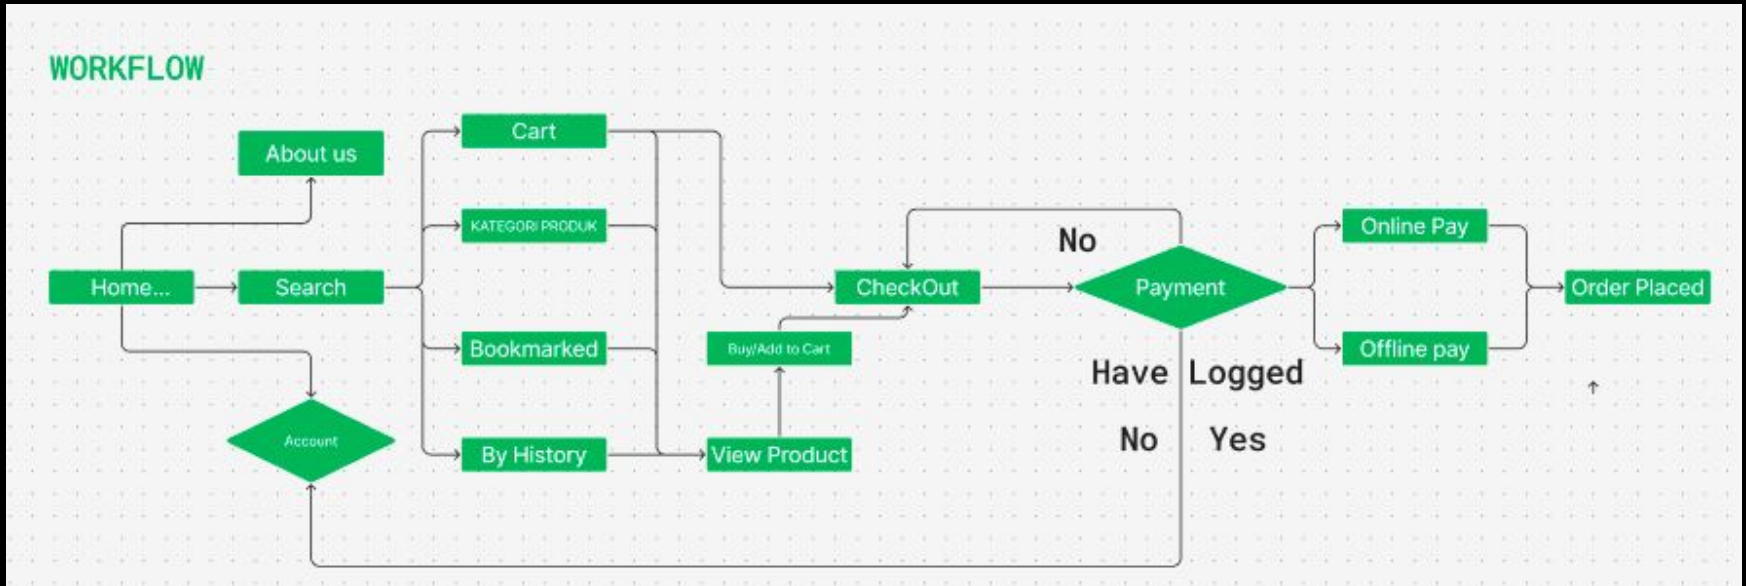 WORKFLOW
About us
Cart
KATEGORI PRODUK
Home...
Search
Bookmarked
By History
Account
Buy/Add to Cart
View Product
CheckOut
No
Payment
Have Logged
No Yes
Online Pay
Offline pay
Order Placed